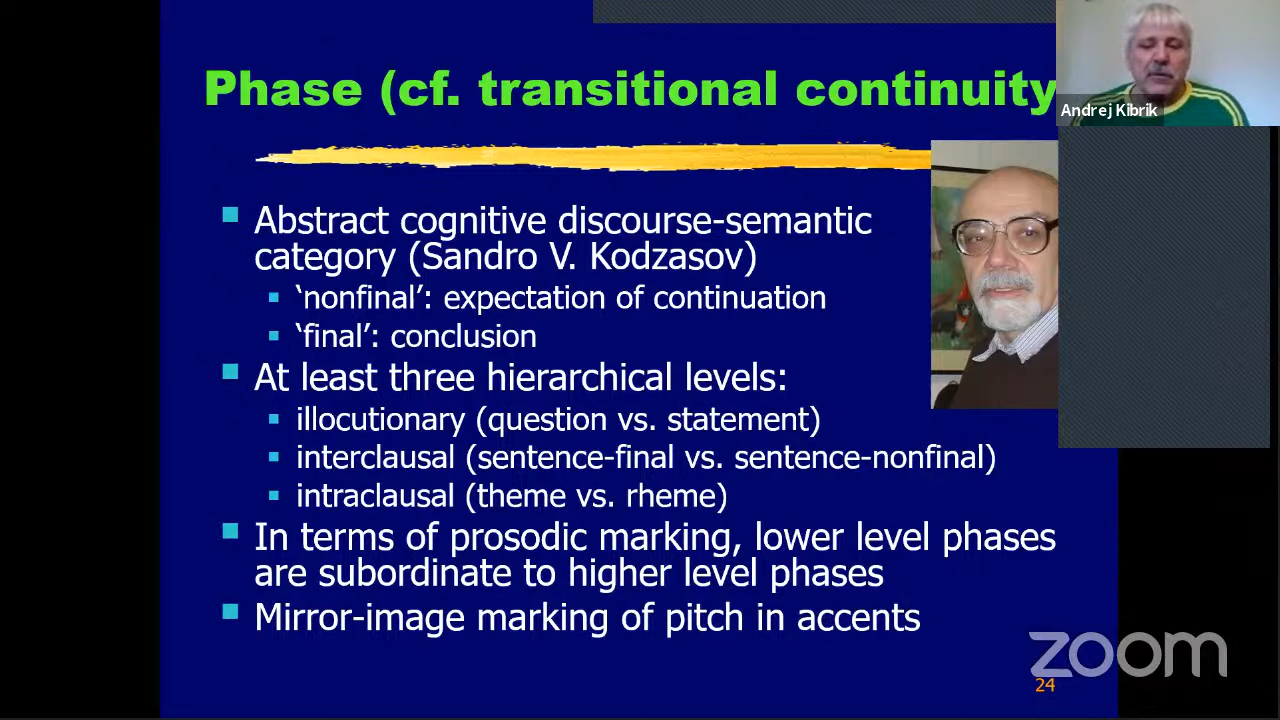 Phase (cf. transitional continuity
Andrej Kibrik
Abstract cognitive discourse-semantic
category (Sandro V. Kodzasov)
‘nonfinal’: expectation of continuation
‘final’: conclusion
At least three hierarchical levels:
illocutionary (question vs. statement)
interclausal (sentence-final vs. sentence-nonfinal)
intraclausal (theme vs. rheme)
In terms of prosodic marking, lower level phases
are subordinate to higher level phases
Mirror-image marking of pitch in accents
zoom
24